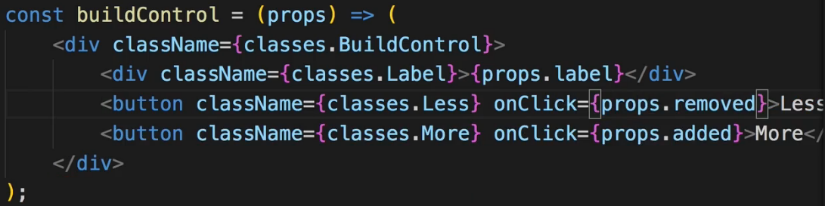 const buildControl = (props) => (
<div className={classes.BuildControl}>
<div className={classes.Label}>{props.label}</div>
<button className={classes.Less} onClick={props.removed}>Less
<button className={classes.More} onClick={props.added}>More</
</div>
);